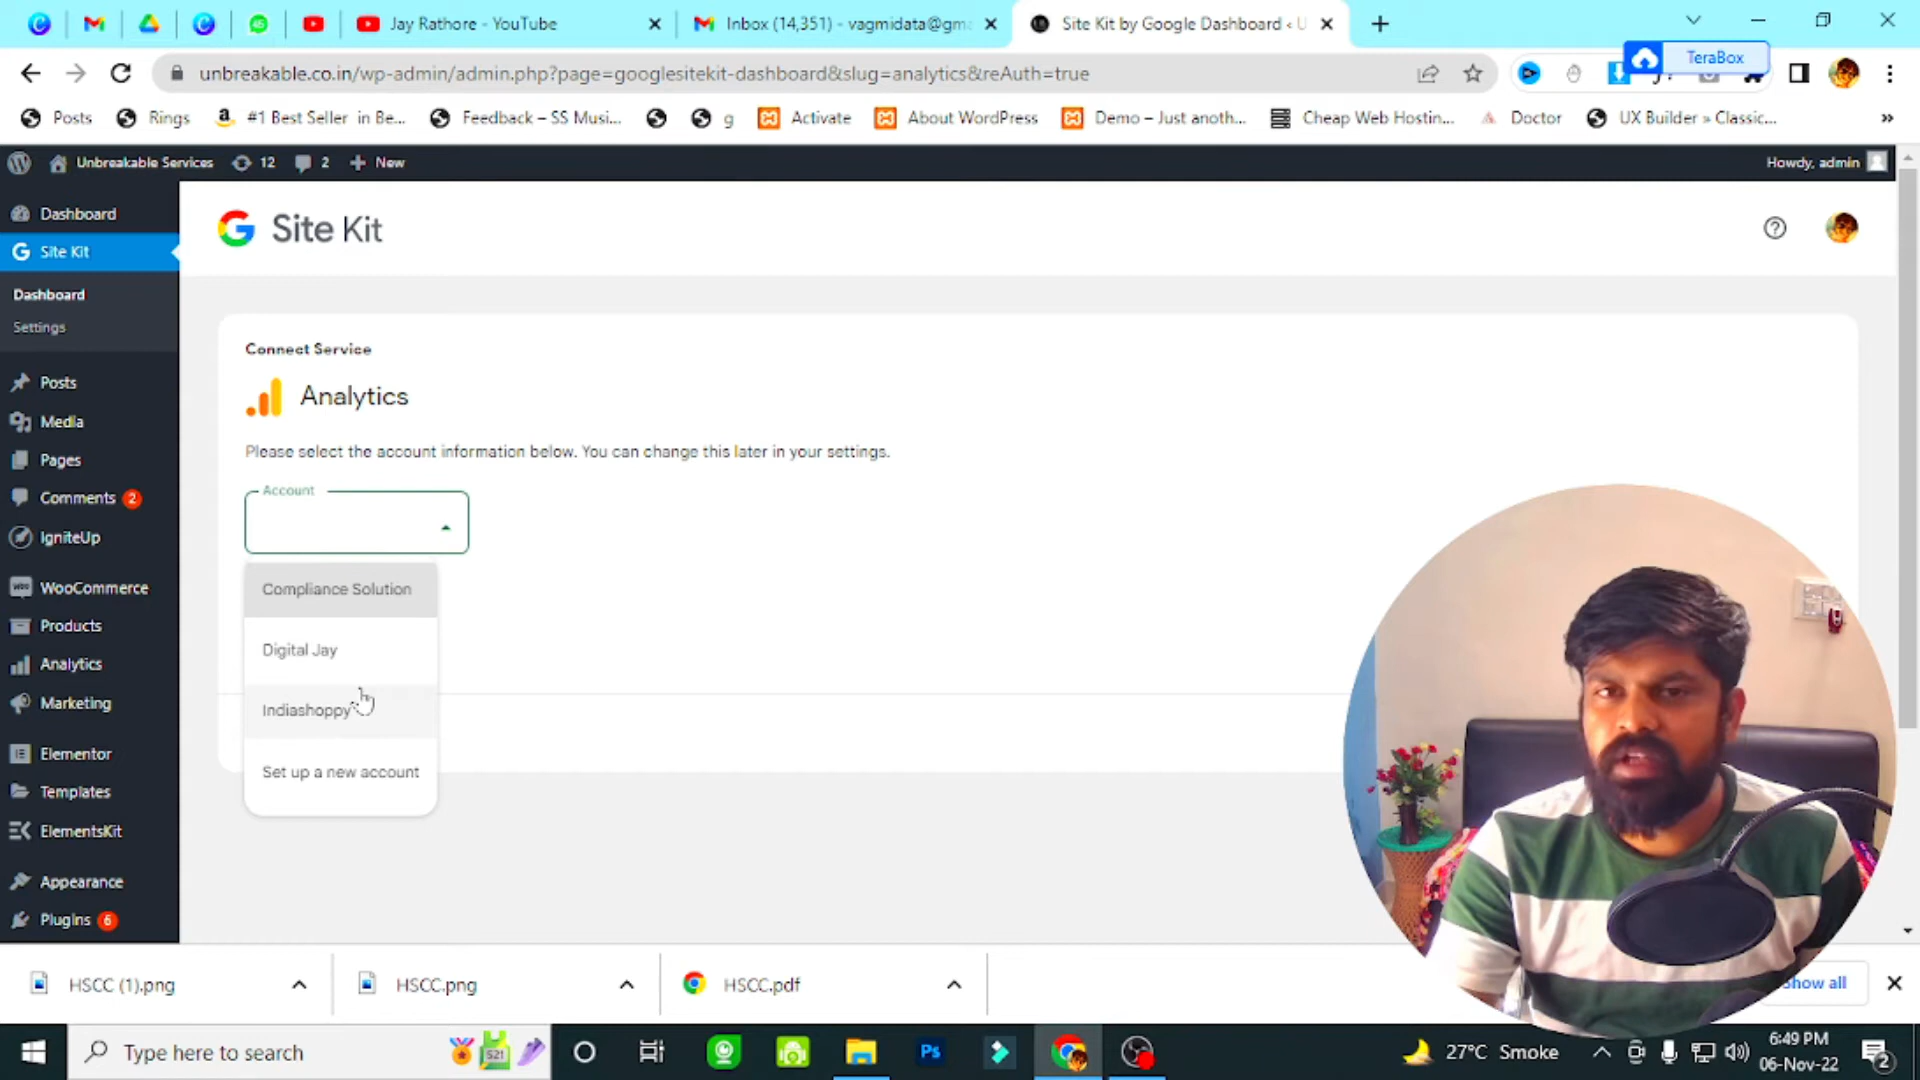 Jay Rathore - YouTube
Inbox (14,351) - vagmidata@gm
Site Kit by Google Dashboard ‹ U
unbreakable.co.in/wp-admin/admin.php?page=googlesitekit-dashboard&slug=analytics&reAuth=true
TeraBox
Posts
Rings
#1 Best Seller in Be...
Feedback – SS Musi...
g
Activate
About WordPress
Demo – Just anoth...
Cheap Web Hostin...
Doctor
UX Builder » Classic...
»
Unbreakable Services
12
2
New
Howdy, admin
Dashboard
Site Kit
Dashboard
Settings
Posts
Media
Pages
Comments 2
IgniteUp
WooCommerce
Products
Analytics
Marketing
Elementor
Templates
ElementsKit
Appearance
Plugins 6
Site Kit
Connect Service
Analytics
Please select the account information below. You can change this later in your settings.
Account
Compliance Solution
Digital Jay
Indiashoppy
Set up a new account
HSCC (1).png
HSCC.png
HSCC.pdf
Show all
Type here to search
27°C Smoke
6:49 PM
06-Nov-22
2